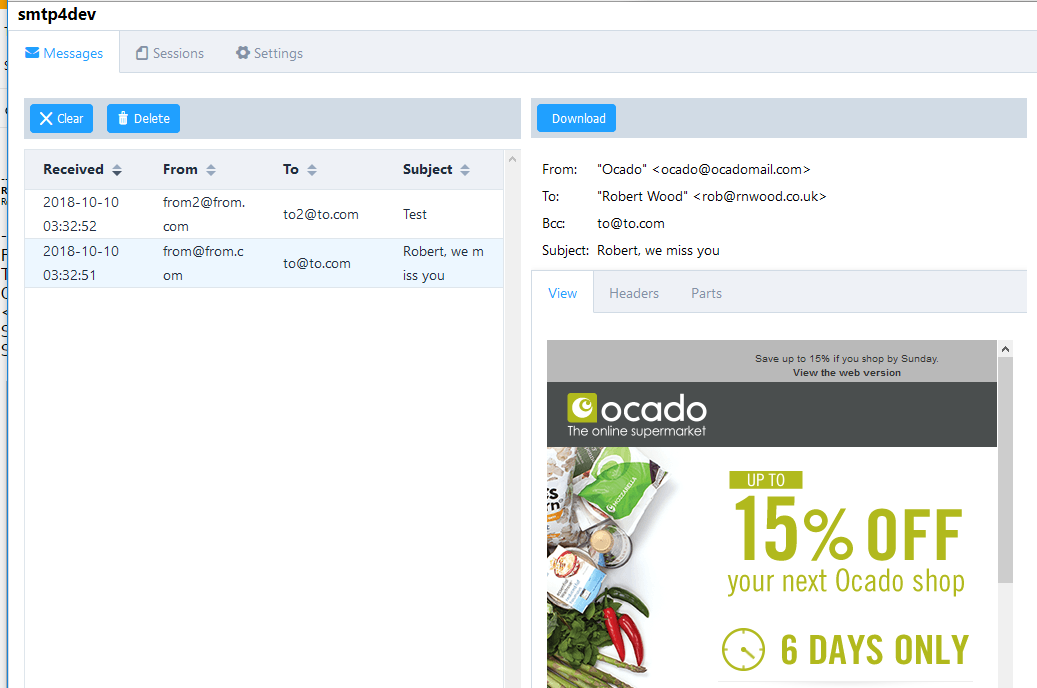 smtp4dev
Messages
Sessions
Settings
Clear
Delete
Download
Received
From
To
Subject
2018-10-10
03:32:52
from2@from.
com
to2@to.com
Test
2018-10-10
03:32:51
from@from.c
om
to@to.com
Robert, we m
iss you
From: "Ocado" <ocado@ocadomail.com>
To: "Robert Wood" <rob@rnwood.co.uk>
Bcc: to@to.com
Subject: Robert, we miss you
View
Headers
Parts
Save up to 15% if you shop by Sunday.
View the web version
ocado
The online supermarket
MOZZARELLA
UP TO
15% OFF
your next Ocado shop
6 DAYS ONLY